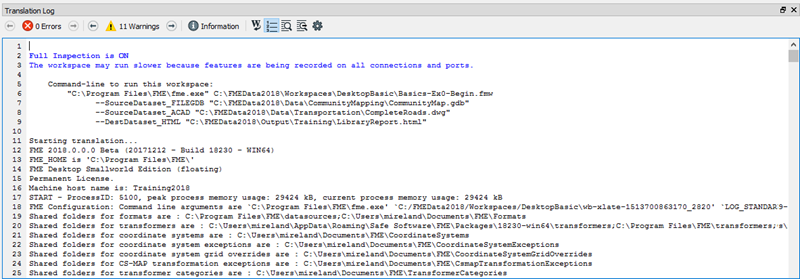 Translation Log
0 Errors 11 Warnings Information
1
2 Full Inspection is ON
3 The workspace may run slower because features are being recorded on all connections and ports.
4
5 Command-line to run this workspace:
6 "C:\Program Files\FME\fme.exe" C:\FMEData2018\Workspaces\DesktopBasic\Basics-Ex0-Begin.fmw
7 --SourceDataset_FILEGDB "C:\FMEData2018\Data\CommunityMapping\CommunityMap.gdb"
8 --SourceDataset_ACAD "C:\FMEData2018\Data\Transportation\CompleteRoads.dwg"
9 --DestDataset_HTML "C:\FMEData2018\Output\Training\LibraryReport.html"
10
11 Starting translation...
12 FME 2018.0.0.0 Beta (20171212 - Build 18230 - WIN64)
13 FME_HOME is 'C:\Program Files\FME\'
14 FME Desktop Smallworld Edition (floating)
15 Permanent License.
16 Machine host name is: Training2018
17 START - ProcessID: 5100, peak process memory usage: 29424 kB, current process memory usage: 29424 kB
18 FME Configuration: Command line arguments are `C:\Program Files\FME\fme.exe' `C:/FMEData2018/Workspaces/DesktopBasic\wb-xlate-1513700863170_2820' `LOG_STANDAR9-
19 Shared folders for formats are : C:\Program Files\FME\datasources;C:\Users\mireland\Documents\FME\Formats
20 Shared folders for transformers are : C:\Users\mireland\AppData\Roaming\Safe Software\FME\Packages\18230-win64\transformers;C:\Program Files\FME\transformers;
21 Shared folders for coordinate systems are : C:\Users\mireland\Documents\FME\CoordinateSystems
22 Shared folders for coordinate system exceptions are : C:\Users\mireland\Documents\FME\CoordinateSystemExceptions
23 Shared folders for coordinate system grid overrides are : C:\Users\mireland\Documents\FME\CoordinateSystemGridOverrides
24 Shared folders for CS-MAP transformation exceptions are : C:\Users\mireland\Documents\FME\CsmapTransformationExceptions
25 Shared folders for transformer categories are : C:\Users\mireland\Documents\FME\TransformerCategories